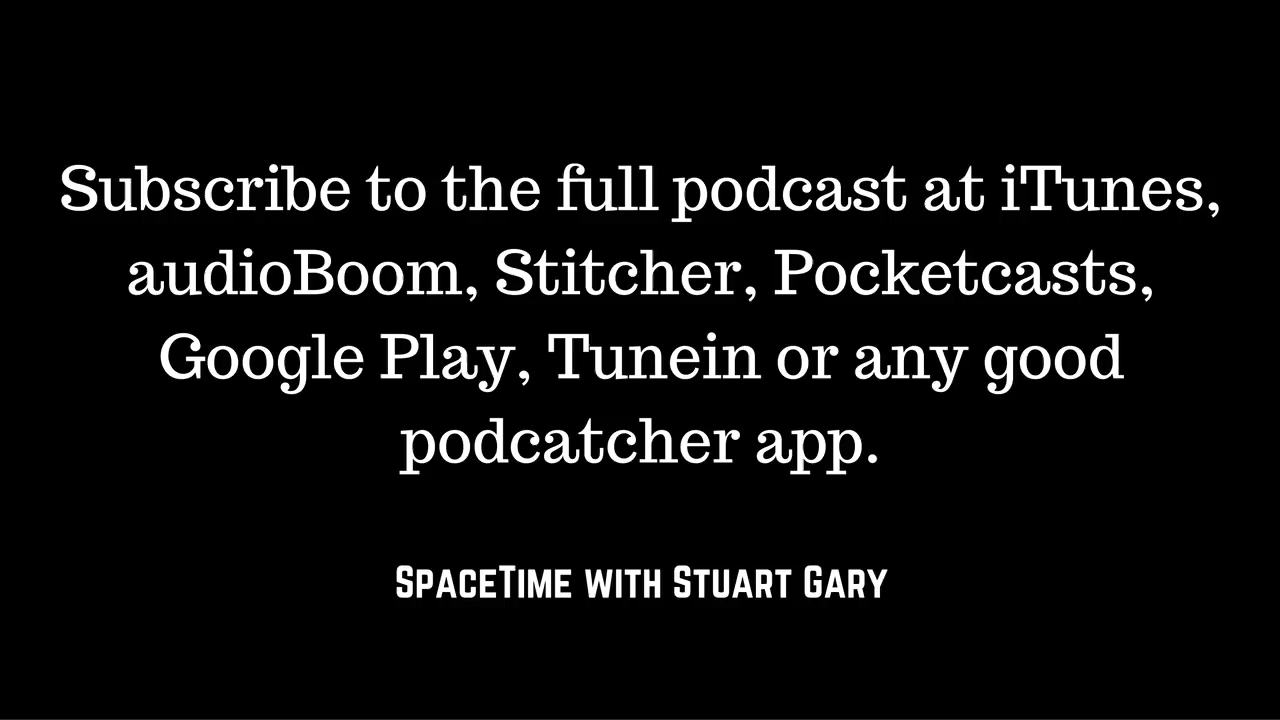 Subscribe to the full podcast at iTunes,
audioBoom, Stitcher, Pocketcasts,
Google Play, Tunein or any good
podcatcher app.
SpaceTime with Stuart Gary